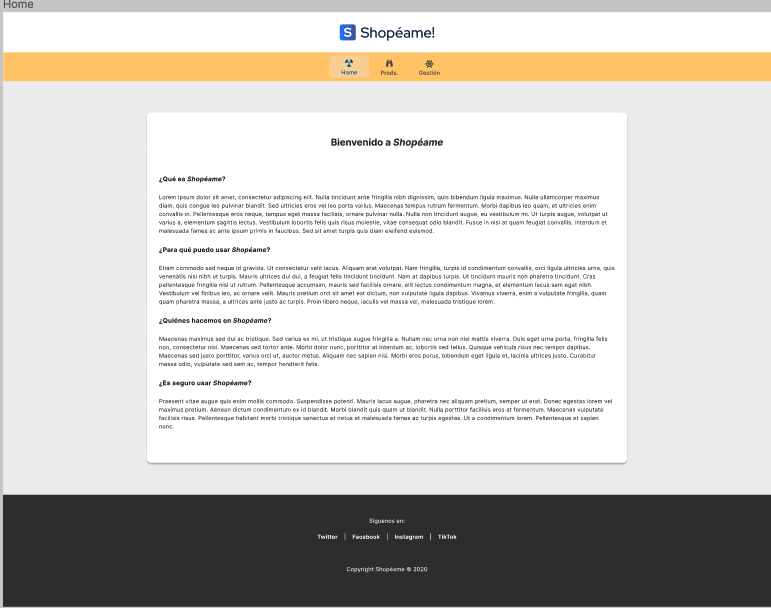 Home
S Shopéame!
Home Prods. Gestión
Bienvenido a Shopéame
¿Qué es Shopéame?
Lorem ipsum dolor sit amet, consectetur adipiscing elit. Nulla tincidunt ante fringilla nibh dignissim, quis bibendum ligula maximus. Nulla ullamcorper maximus
diam, quis congue leo pulvinar blandit. Sed ultricies eros vel leo porta varius. Maecenas tempus rutrum fermentum. Morbi dapibus leo quam, et ultricies enim
convallis in. Pellentesque eros neque, tempus eget massa facilisis, ornare pulvinar nulla. Nulla non tincidunt augue, eu vestibulum mi. Ut turpis augue, volutpat ut
varius a, elementum sagittis lectus. Vestibulum lobortis felis quis risus molestie, vitae consequat odio blandit. Fusce in nisi at quam feugiat convallis. Interdum et
malesuada fames ac ante ipsum primis in faucibus. Sed sit amet turpis quis diam eleifend euismod.
¿Para qué puedo usar Shopéame?
Etiam commodo sed neque id gravida. Ut consectetur velit lacus. Aliquam erat volutpat. Nam fringilla, turpis id condimentum convallis, orci ligula ultricies urna, quis
venenatis nisi nibh ut turpis. Mauris ultrices dui dui, a feugiat felis tincidunt tincidunt. Nam at dapibus turpis. Ut tincidunt mauris non pharetra tincidunt. Cras
pellentesque fringilla nisl ut rutrum. Pellentesque accumsan, mauris sed facilisis ornare, elit lectus condimentum magna, et elementum lacus sem eget nibh.
Vestibulum vel finibus leo, ac ornare velit. Mauris pretium orci sit amet est dictum, non vulputate ligula dapibus. Vivamus viverra, enim a vulputate fringilla, quam
quam pharetra massa, a ultrices ante justo ac turpis. Proin libero neque, iaculis vel massa vel, malesuada tristique lorem.
¿Quiénes hacemos en Shopéame?
Maecenas maximus sed dui ac tristique. Sed varius ex mi, ut tristique augue fringilla a. Nullam nec urna non nisi mattis viverra. Duis eget urna porta, fringilla felis
non, consectetur nisi. Maecenas sed tortor ante. Morbi dolor nunc, porttitor at interdum ac, lobortis sed tellus. Quisque vehicula risus nec tempor dapibus.
Maecenas sed justo porttitor, varius orci ut, auctor metus. Aliquam nec sapien nisi. Morbi eros purus, bibendum eget ligula et, lacinia ultrices justo. Curabitur
massa odio, vulputate sed sem ac, tempor hendrerit felis.
¿Es seguro usar Shopéame?
Praesent vitae augue quis enim mollis commodo. Suspendisse potenti. Mauris lacus augue, pharetra nec aliquam pretium, semper ut erat. Donec egestas lorem vel
maximus pretium. Aenean dictum condimentum ex id blandit. Morbi blandit quis quam ut blandit. Nulla porttitor facilisis eros at fermentum. Maecenas vulputate
facilisis risus. Pellentesque habitant morbi tristique senectus et netus et malesuada fames ac turpis egestas. Ut a condimentum lorem. Pellentesque et sapien
nunc.
Síguenos en:
Twitter | Facebook | Instagram | TikTok
Copyright Shopéame © 2020